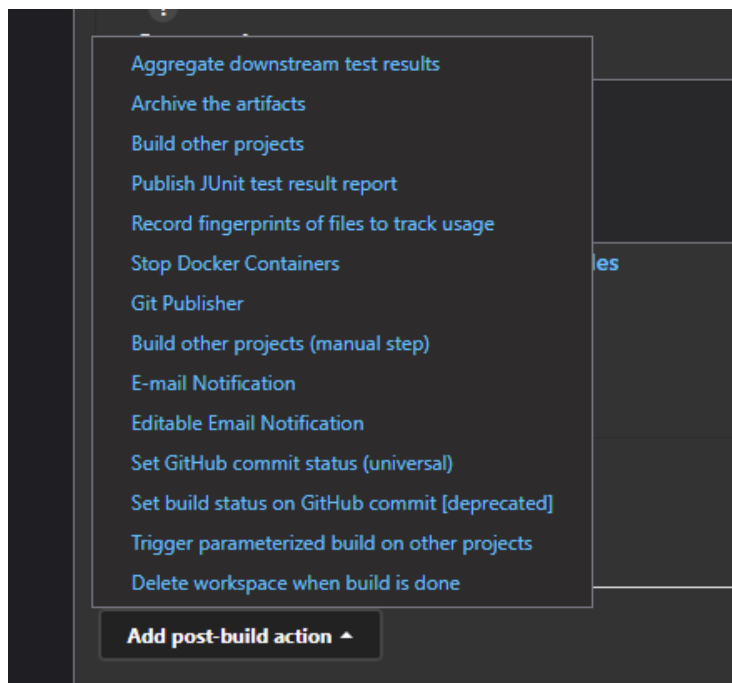 ?
Aggregate downstream test results
Archive the artifacts
Build other projects
Publish JUnit test result report
Record fingerprints of files to track usage
Stop Docker Containers
les
Git Publisher
Build other projects (manual step)
E-mail Notification
Editable Email Notification
Set GitHub commit status (universal)
Set build status on GitHub commit [deprecated]
Trigger parameterized build on other projects
Delete workspace when build is done
Add post-build action